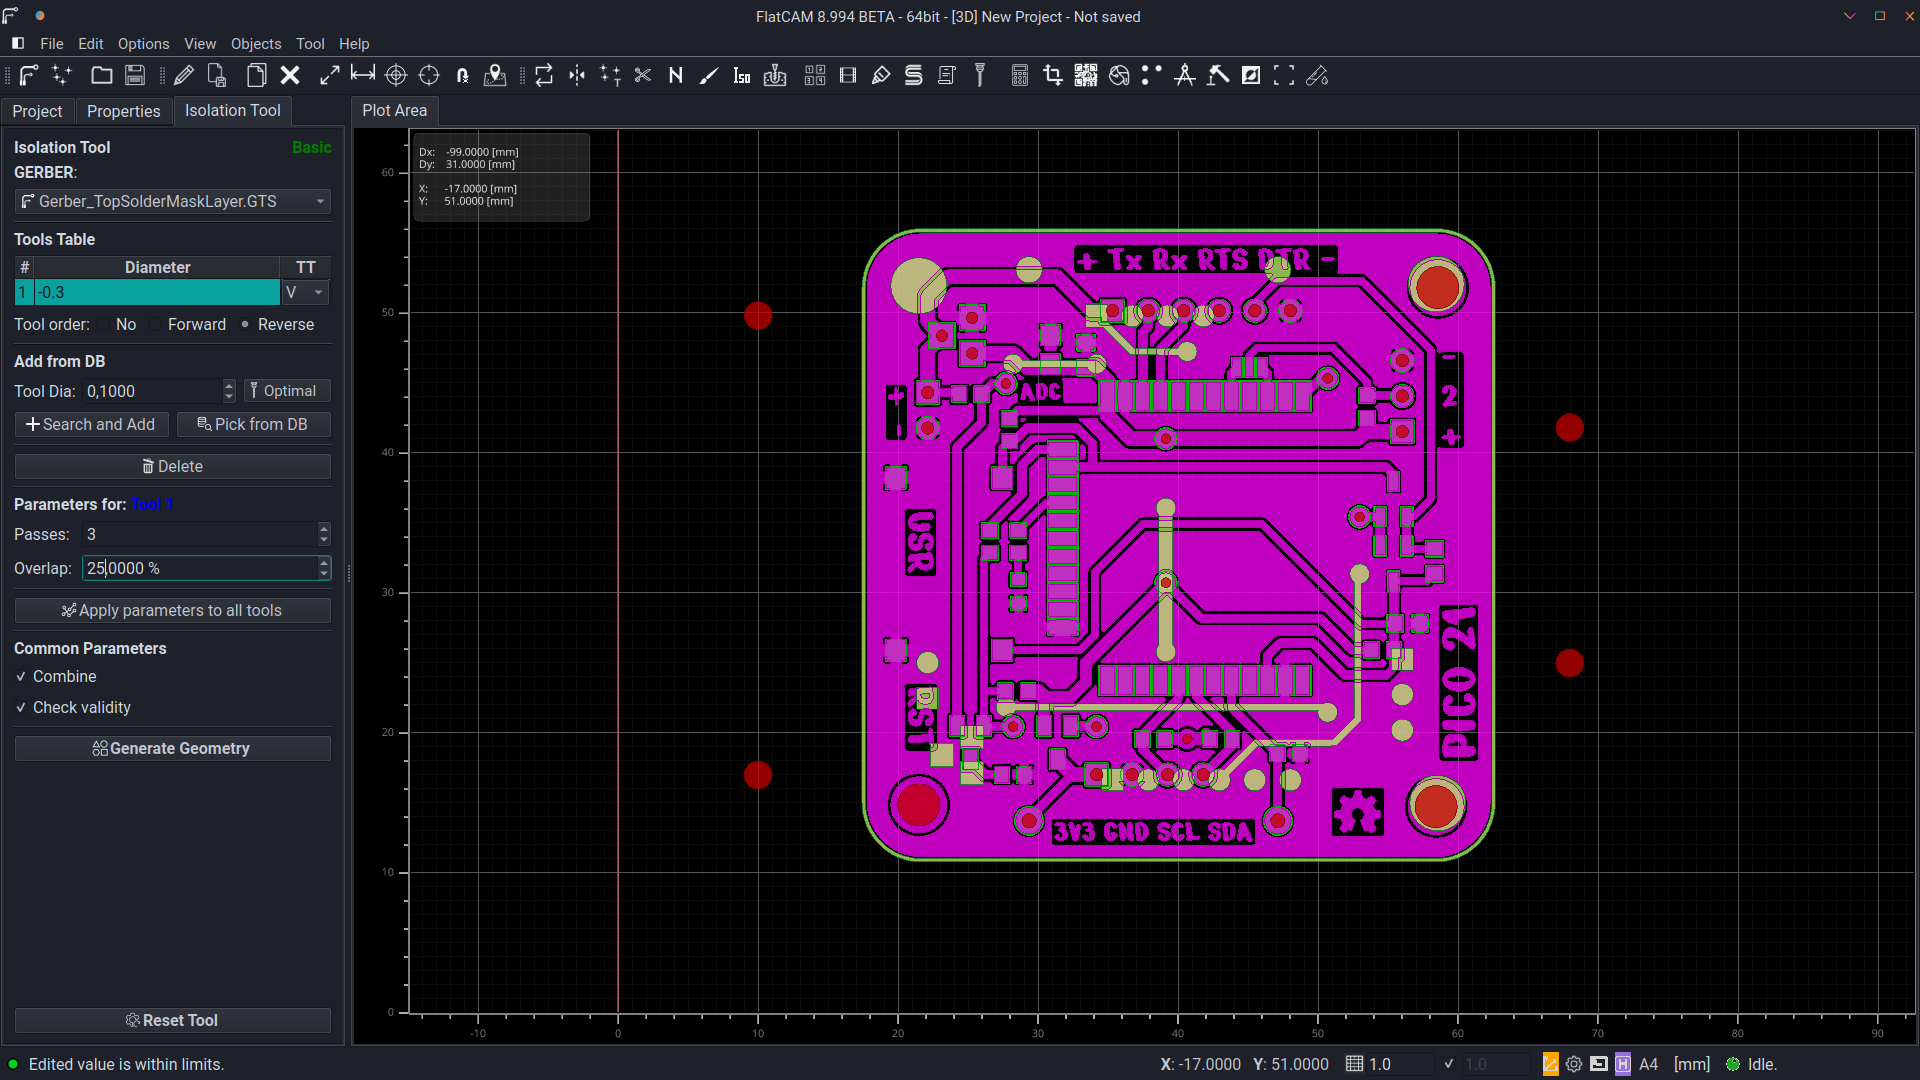 FlatCAM 8.994 BETA - 64bit - [3D] New Project - Not saved
File Edit Options View Objects Tool Help
N Iso
Project Properties Isolation Tool Plot Area
Isolation Tool Basic
GERBER:
Gerber_TopSolderMaskLayer.GTS
Tools Table
# Diameter TT
1 -0.3 V
Tool order: No Forward Reverse
Add from DB
Tool Dia: 0,1000 Optimal
Search and Add Pick from DB
Delete
Parameters for: Tool 1
Passes: 3
Overlap: 25,0000 %
Apply parameters to all tools
Common Parameters
Combine
Check validity
Generate Geometry
Reset Tool
Dx: -99.0000 [mm]
Dy: 31.0000 [mm]
X: -17.0000 [mm]
Y: 51.0000 [mm]
60
50
40
30
20
10
0
-10 0 10 20 30 40 50 60 70 80 90
+ Tx Rx RTS DTR -
ADC
+ -
- 2 +
USR
RST
PICO 21
3V3 GND SCL SDA
Edited value is within limits.
X: -17.0000 Y: 51.0000 1.0 1.0 H A4 [mm] Idle.